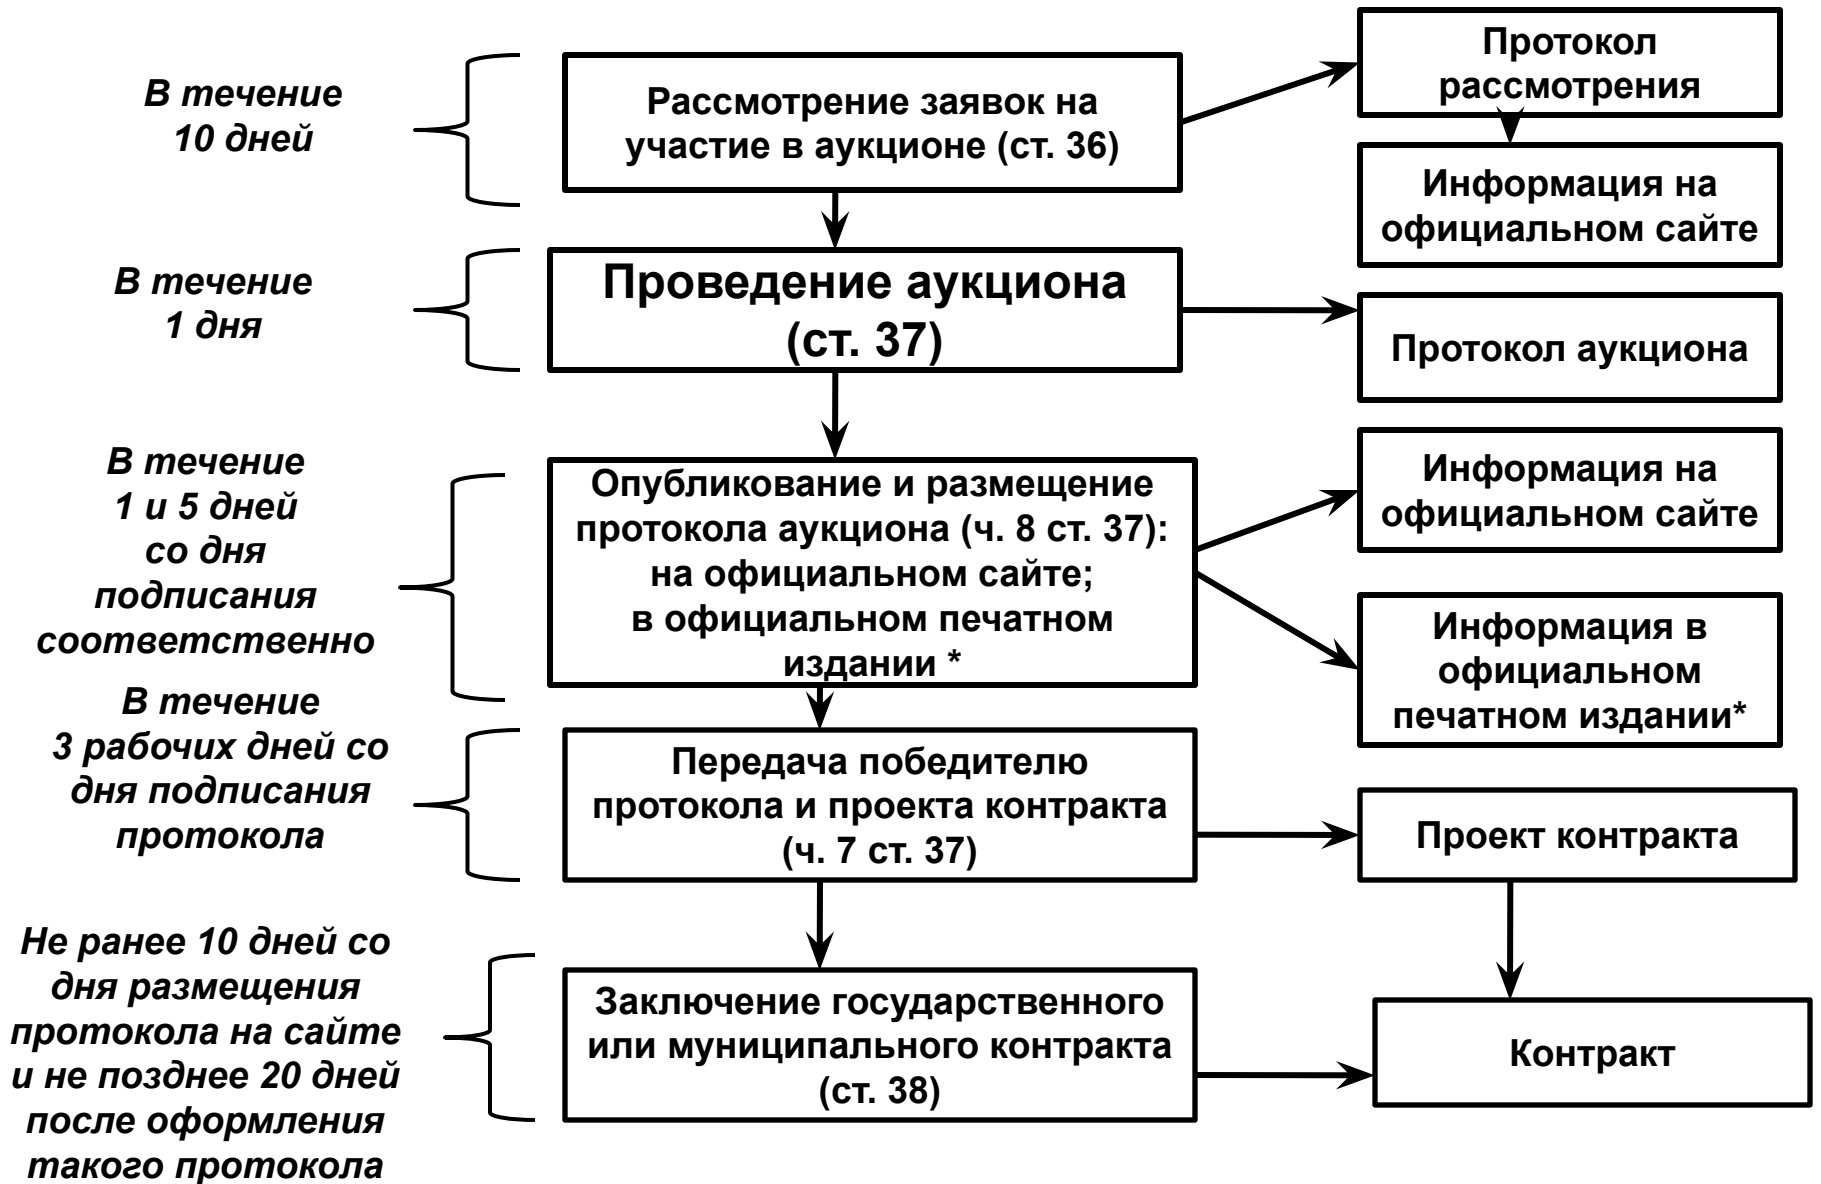 В течение
10 дней
Рассмотрение заявок на
участие в аукционе (ст. 36)
Протокол
рассмотрения
Информация на
официальном сайте
В течение
1 дня
Проведение аукциона
(ст. 37)
Протокол аукциона
В течение
1 и 5 дней
со дня
подписания
соответственно
Опубликование и размещение
протокола аукциона (ч. 8 ст. 37):
на официальном сайте;
в официальном печатном
издании *
Информация на
официальном сайте
Информация в
официальном
печатном издании*
В течение
3 рабочих дней со
дня подписания
протокола
Передача победителю
протокола и проекта контракта
(ч. 7 ст. 37)
Проект контракта
Не ранее 10 дней со
дня размещения
протокола на сайте
и не позднее 20 дней
после оформления
такого протокола
Заключение государственного
или муниципального контракта
(ст. 38)
Контракт